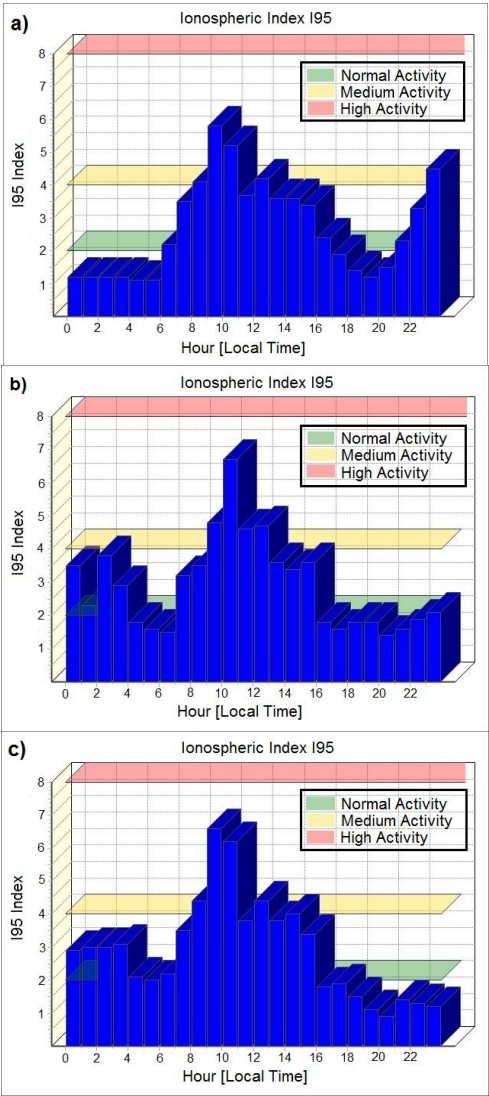 a)
Ionospheric Index I95
8
7
6
5
4
3
2
1
I95 Index
Normal Activity
Medium Activity
High Activity
0 2 4 6 8 10 12 14 16 18 20 22
Hour [Local Time]
b)
Ionospheric Index I95
8
7
6
5
4
3
2
1
I95 Index
Normal Activity
Medium Activity
High Activity
0 2 4 6 8 10 12 14 16 18 20 22
Hour [Local Time]
c)
Ionospheric Index I95
8
7
6
5
4
3
2
1
I95 Index
Normal Activity
Medium Activity
High Activity
0 2 4 6 8 10 12 14 16 18 20 22
Hour [Local Time]